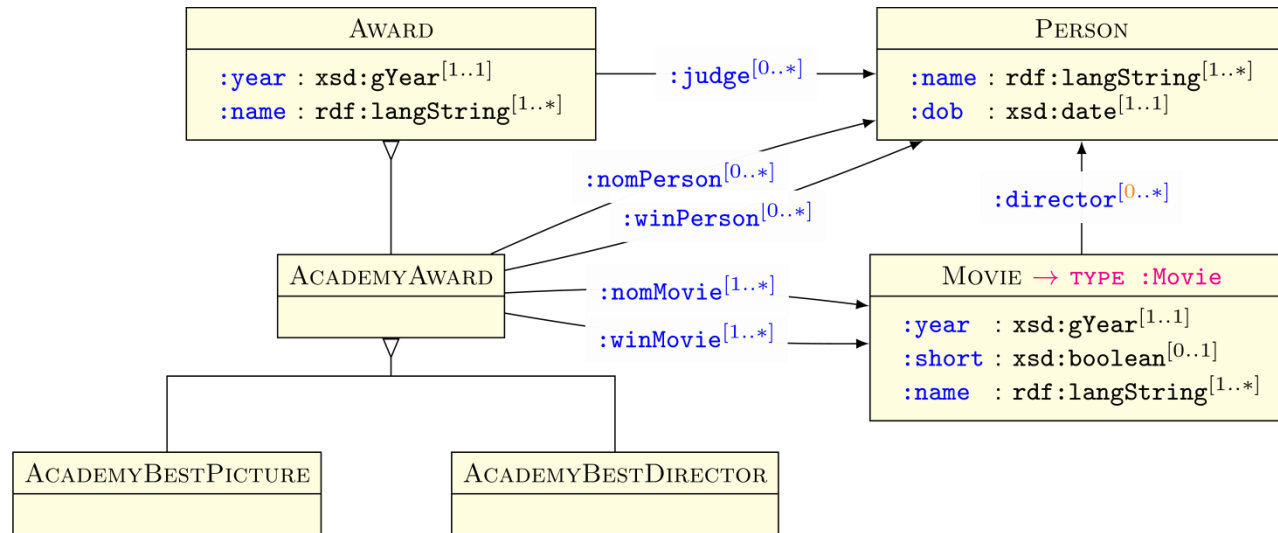 AWARD
:year : xsd:gYear[1..1]
:name : rdf:langString[1..*]
:judge[0..*]
PERSON
:name : rdf:langString[1..*]
:dob : xsd:date[1..1]
:nomPerson[0..*]
:winPerson[0..*]
:director[0..*]
ACADEMYAWARD
:nomMovie[1..*]
:winMovie[1..*]
MOVIE → TYPE :Movie
:year : xsd:gYear[1..1]
:short : xsd:boolean[0..1]
:name : rdf:langString[1..*]
ACADEMYBESTPICTURE
ACADEMYBESTDIRECTOR